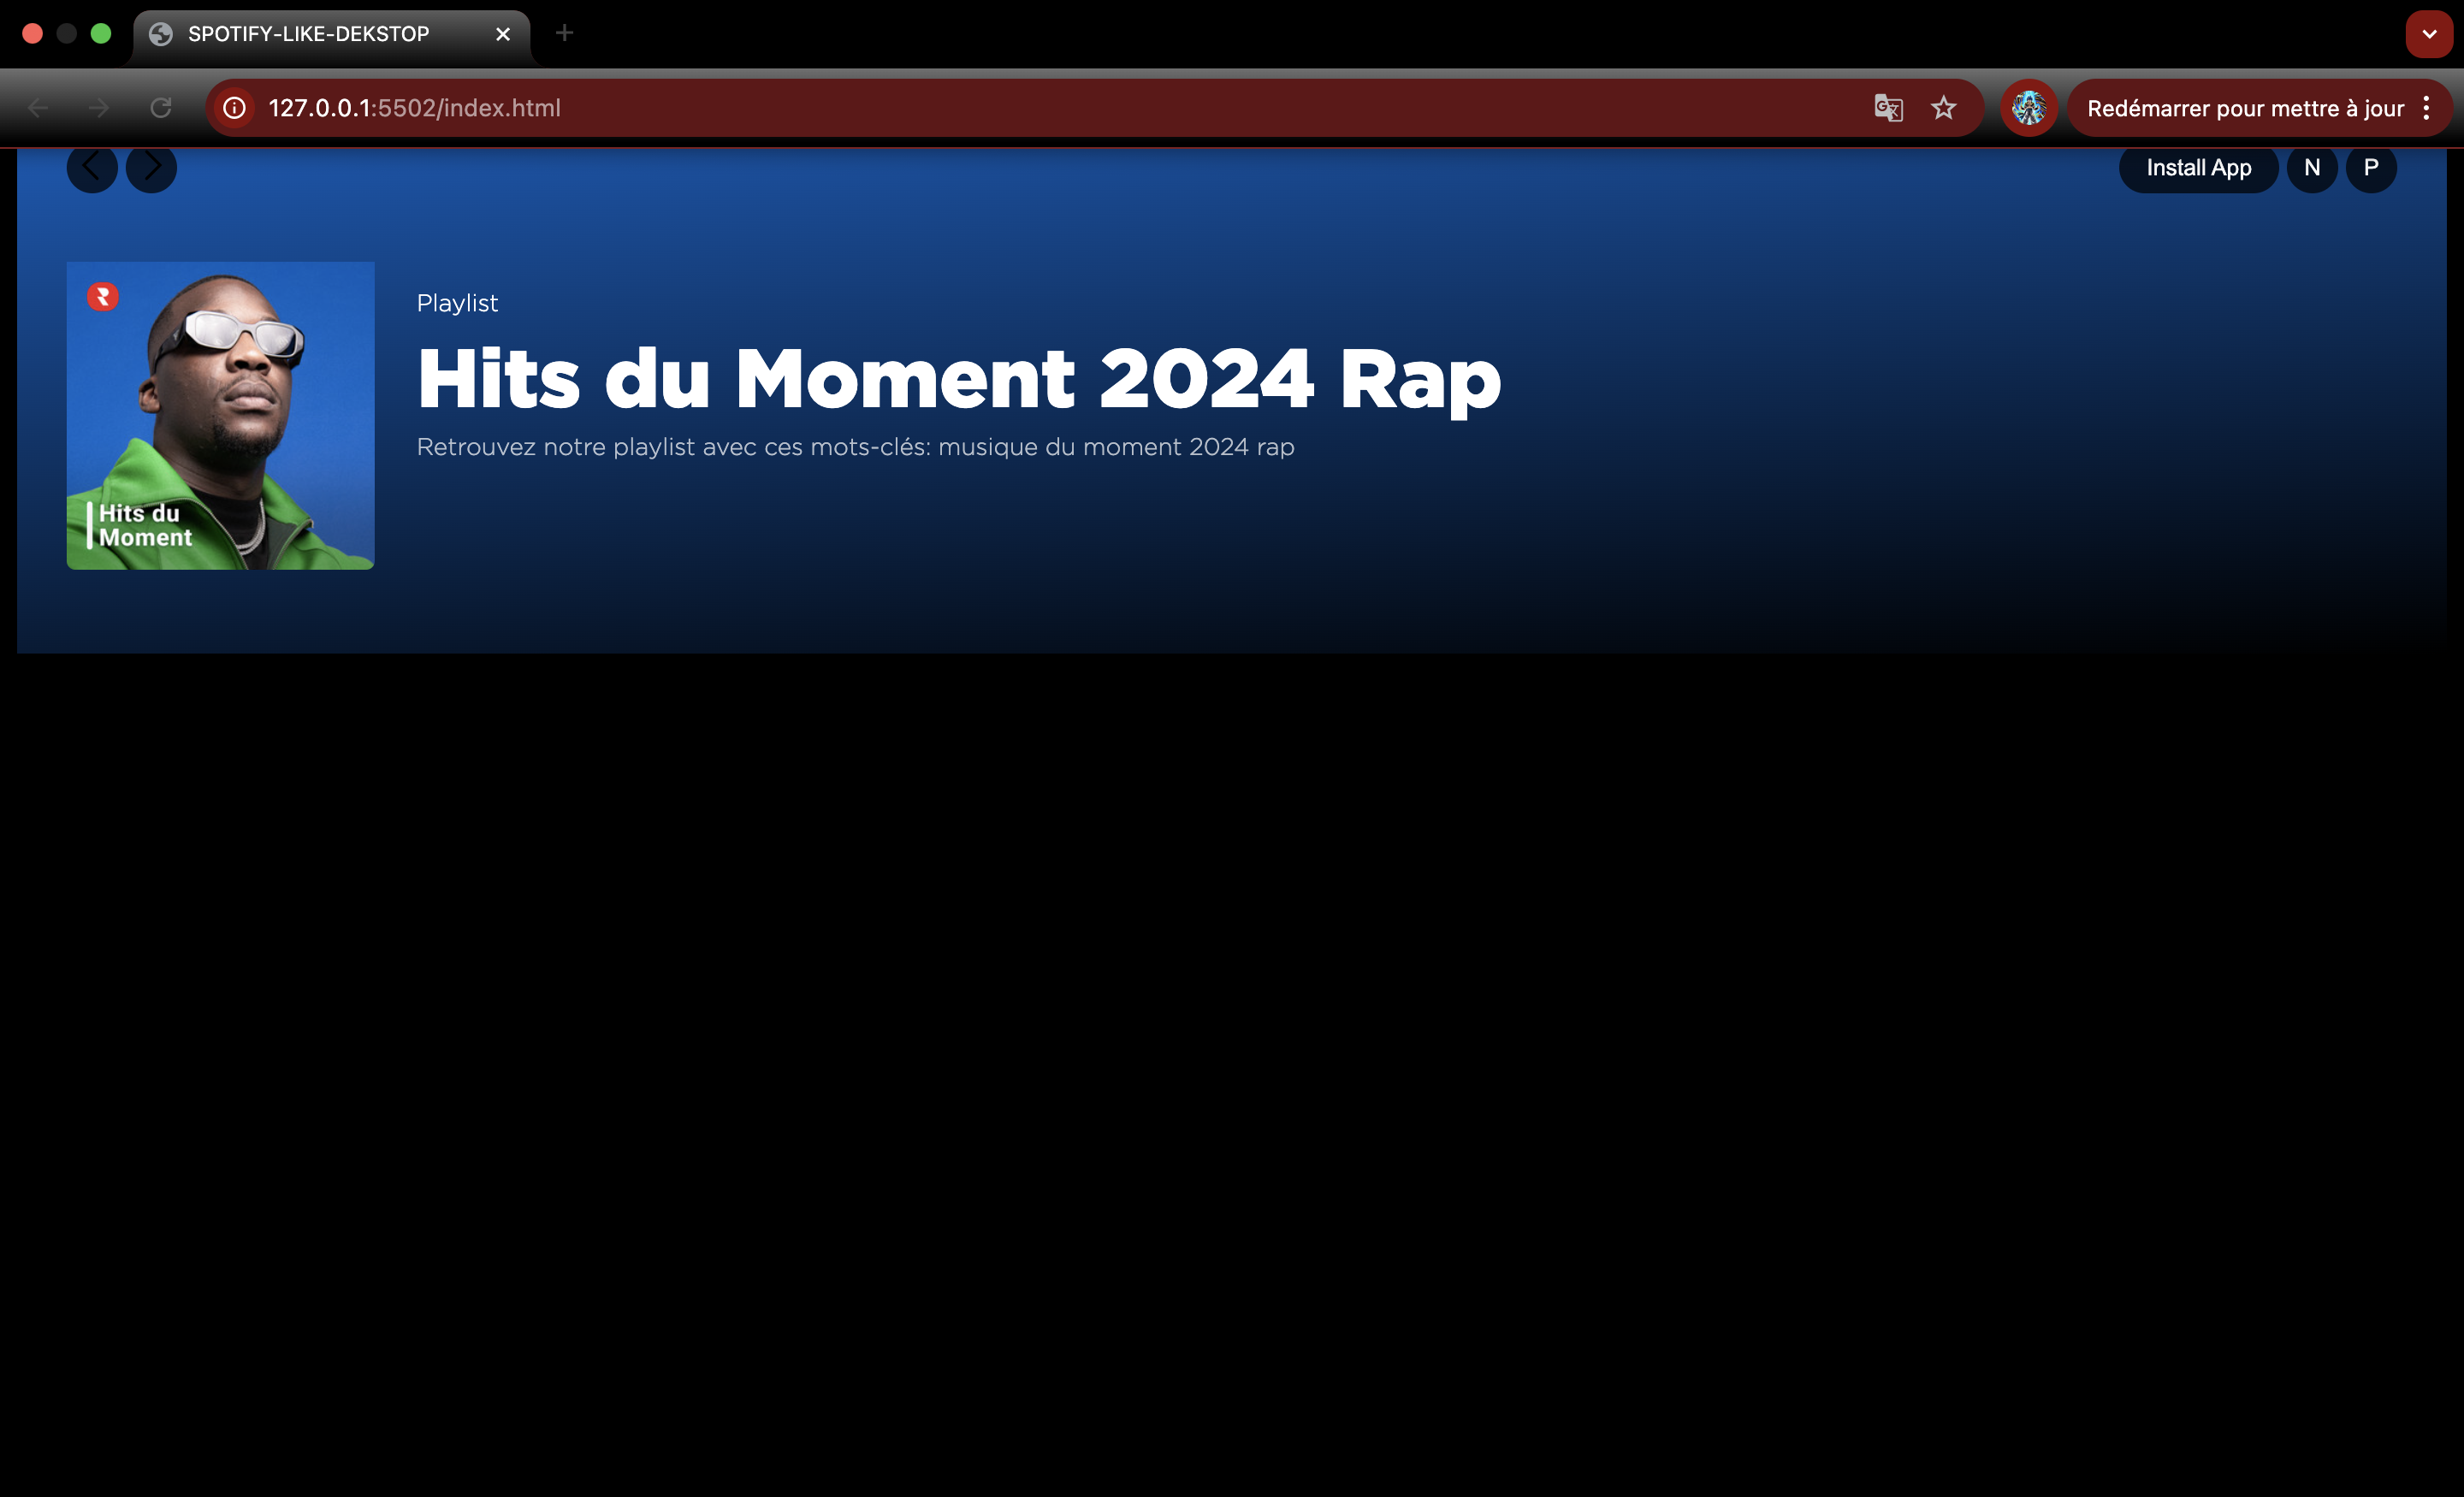 SPOTIFY-LIKE-DEKSTOP
127.0.0.1:5502/index.html
Redémarrer pour mettre à jour
Install App
N
P
Playlist
Hits du Moment 2024 Rap
Retrouvez notre playlist avec ces mots-clés: musique du moment 2024 rap
R
Hits du
Moment